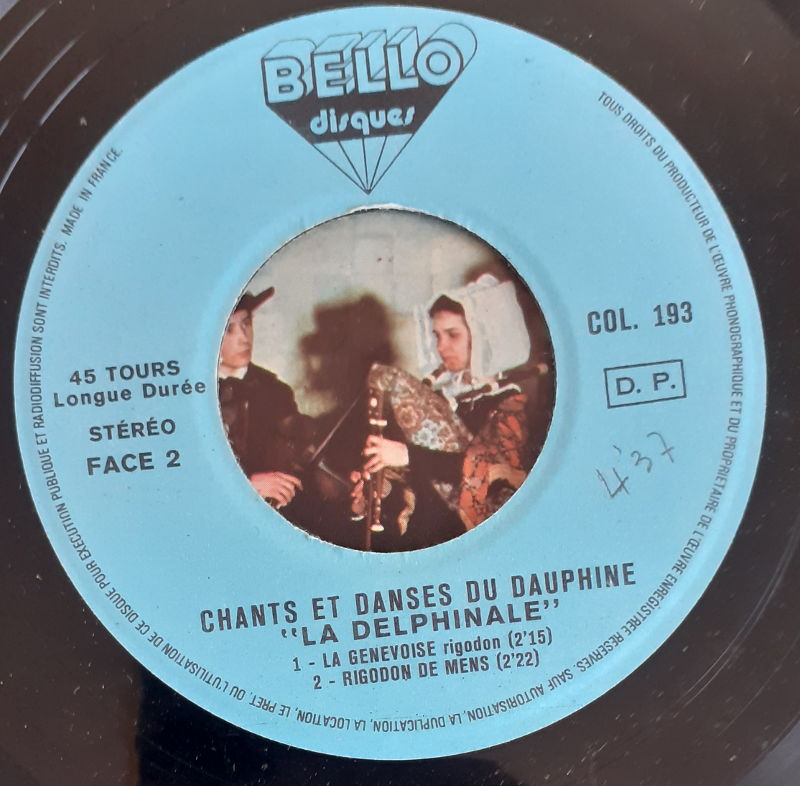 BELLO
disques
TOUS DROITS DU PRODUCTEUR DE L'ŒUVRE PHONOGRAPHIQUE ET DU PROPRIETAIRE DE L'ŒUVRE ENREGISTREE RESERVES. SAUF AUTORISATION, LA DUPLICATION, LA LOCATION, LE PRET, OU L'UTILISATION DE CE DISQUE POUR EXECUTION PUBLIQUE ET RADIODIFFUSION SONT INTERDITS. MADE IN FRANCE.
COL. 193
D. P.
4'37
45 TOURS
Longue Durée
STÉRÉO
FACE 2
CHANTS ET DANSES DU DAUPHINE
"LA DELPHINALE"
1 - LA GENEVOISE rigodon (2'15)
2 - RIGODON DE MENS (2'22)